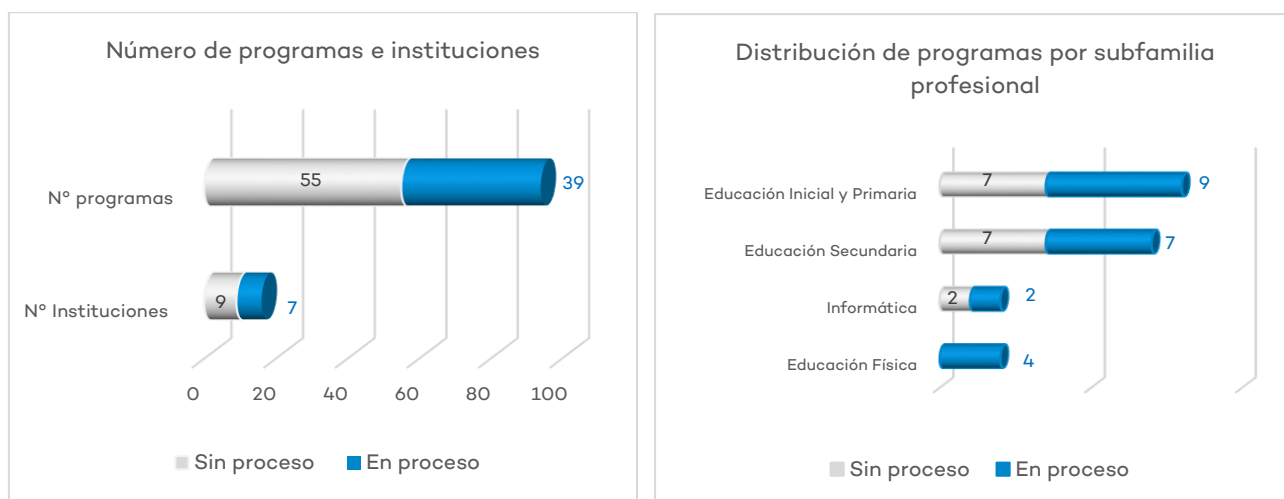 Número de programas e instituciones
N° programas
55
39
N° Instituciones
9
7
0 20 40 60 80 100
Sin proceso En proceso
Distribución de programas por subfamilia
profesional
Educación Inicial y Primaria
7
9
Educación Secundaria
7
7
Informática
2
2
Educación Física
4
Sin proceso En proceso